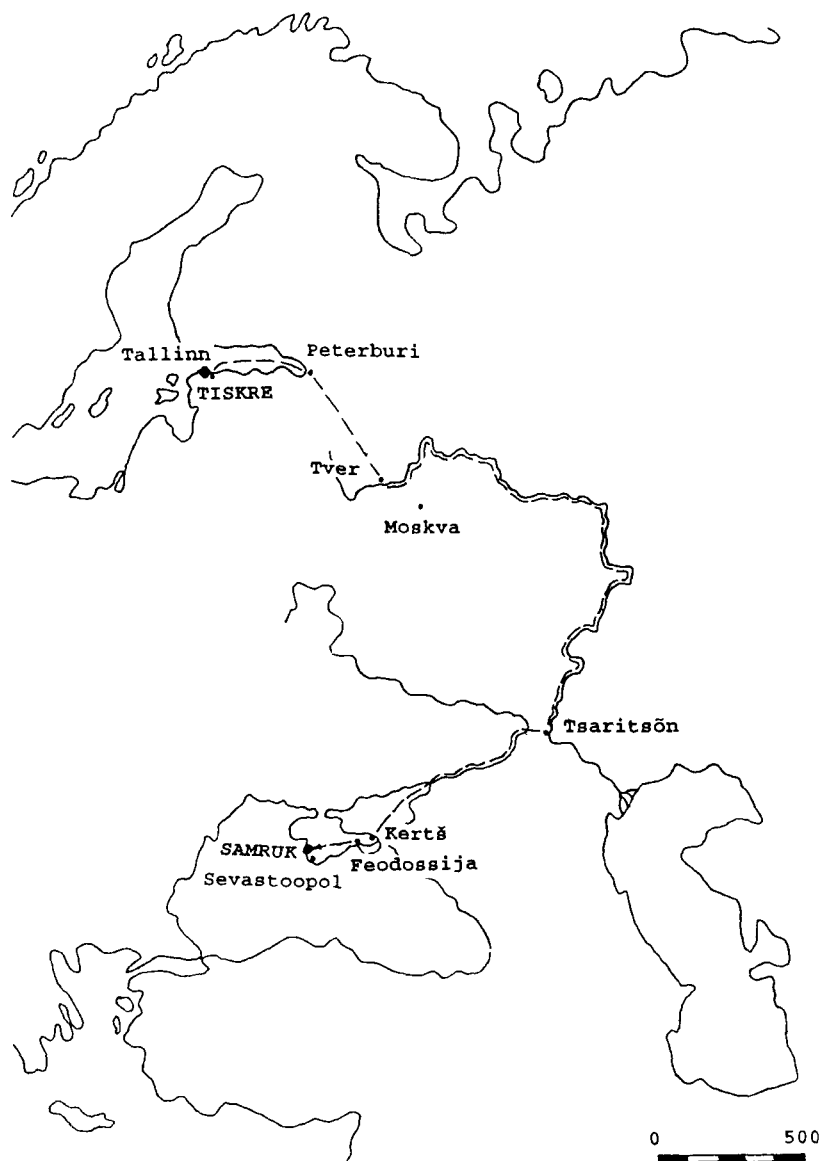 Tallinn
Peterburi
TISKRE
Tver
Moskva
Tsaritsõn
Kertš
SAMRUK
Feodossija
Sevastoopol
0 500